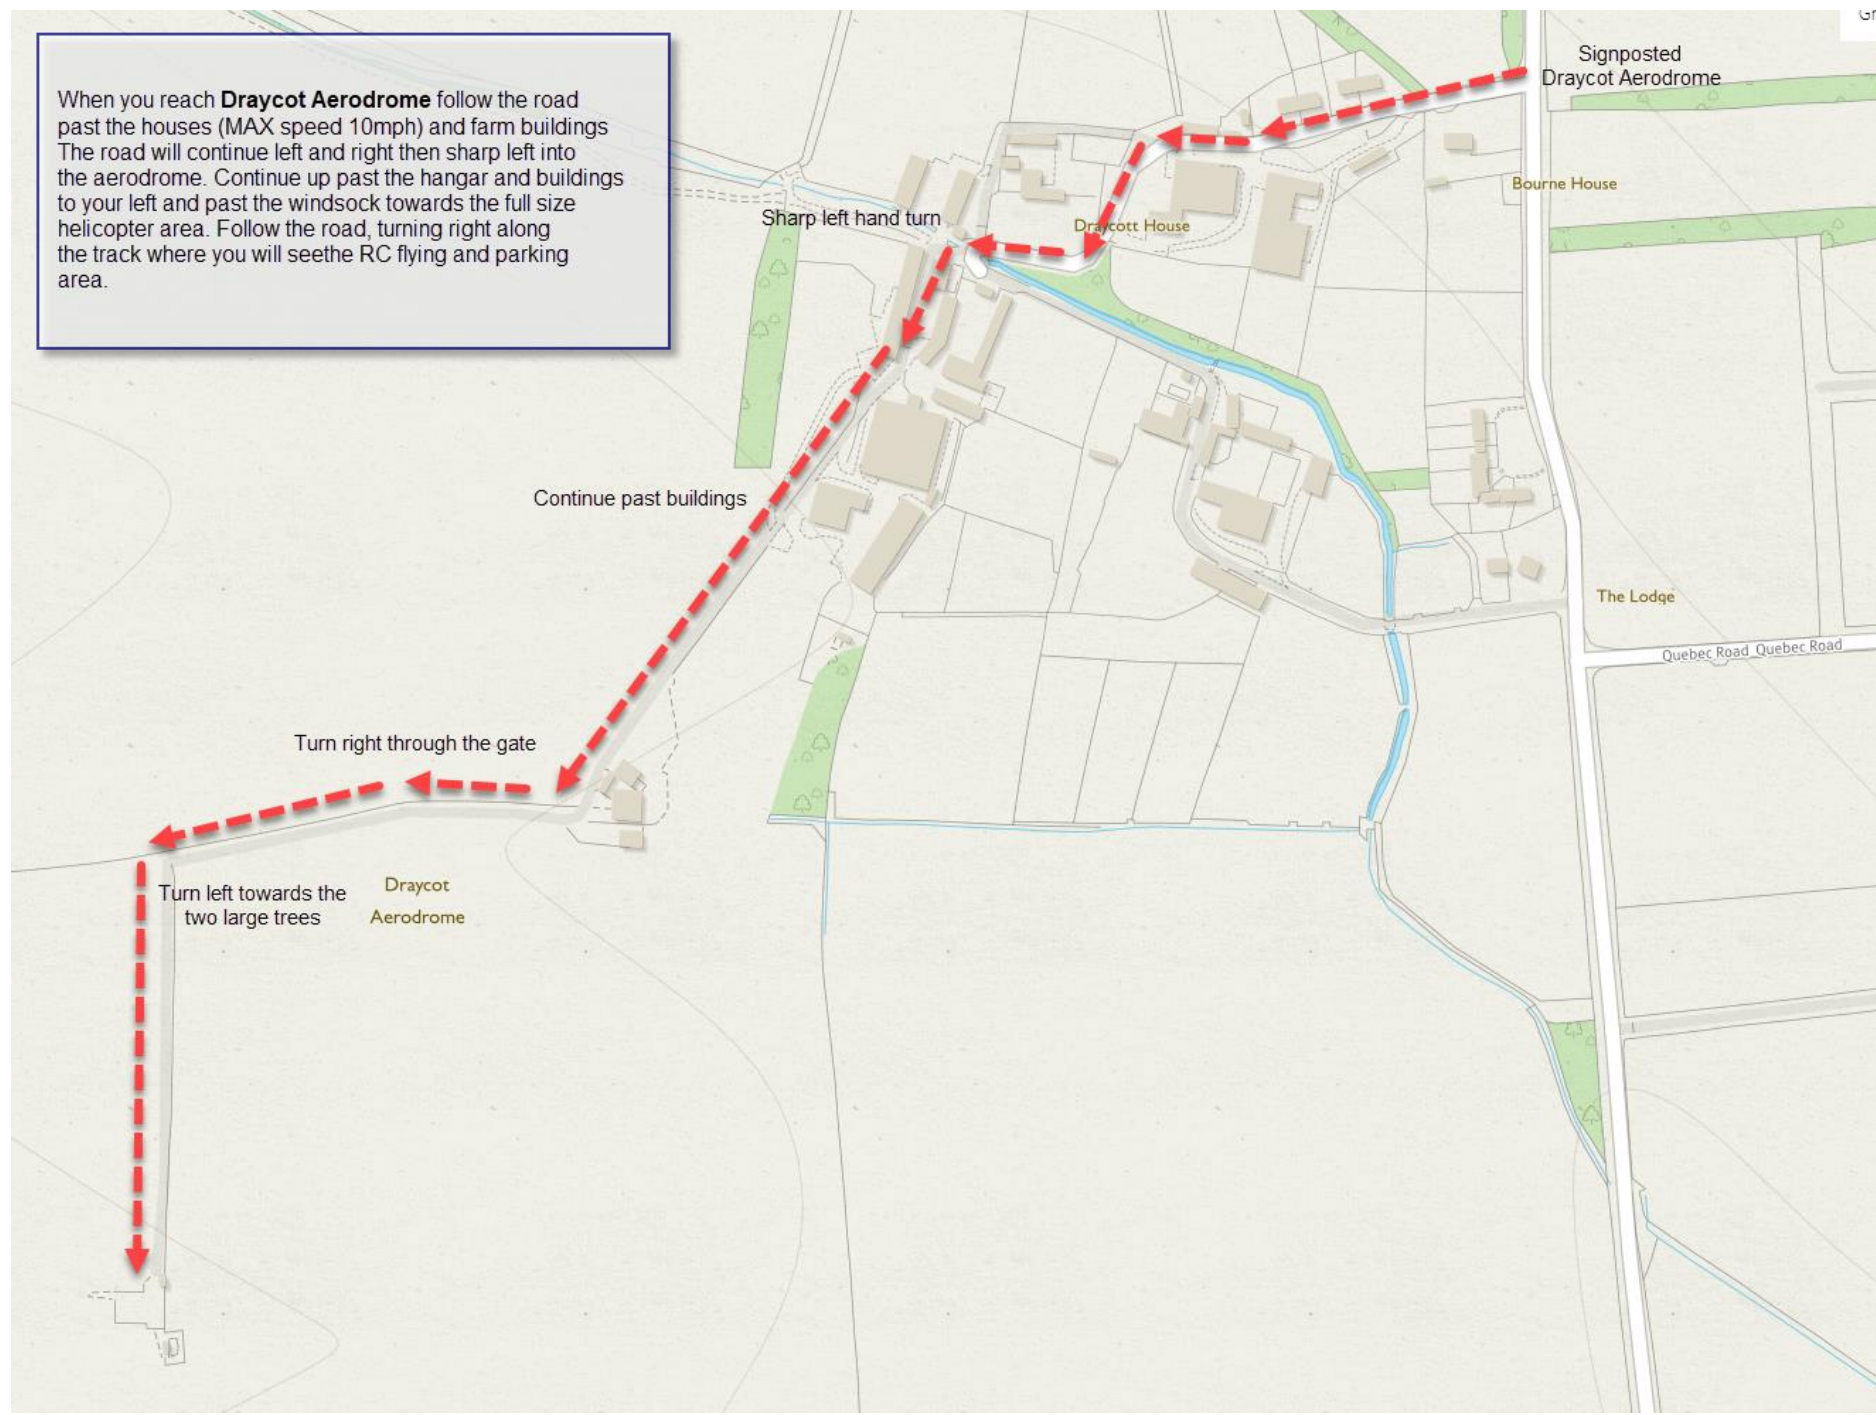 Gr
Signposted
Draycot Aerodrome
When you reach Draycot Aerodrome follow the road
past the houses (MAX speed 10mph) and farm buildings
The road will continue left and right then sharp left into
the aerodrome. Continue up past the hangar and buildings
to your left and past the windsock towards the full size
helicopter area. Follow the road, turning right along
the track where you will seethe RC flying and parking
area.
Bourne House
Sharp left hand turn
Draycott House
Continue past buildings
The Lodge
Quebec Road Quebec Road
Turn right through the gate
Turn left towards the
two large trees
Draycot
Aerodrome